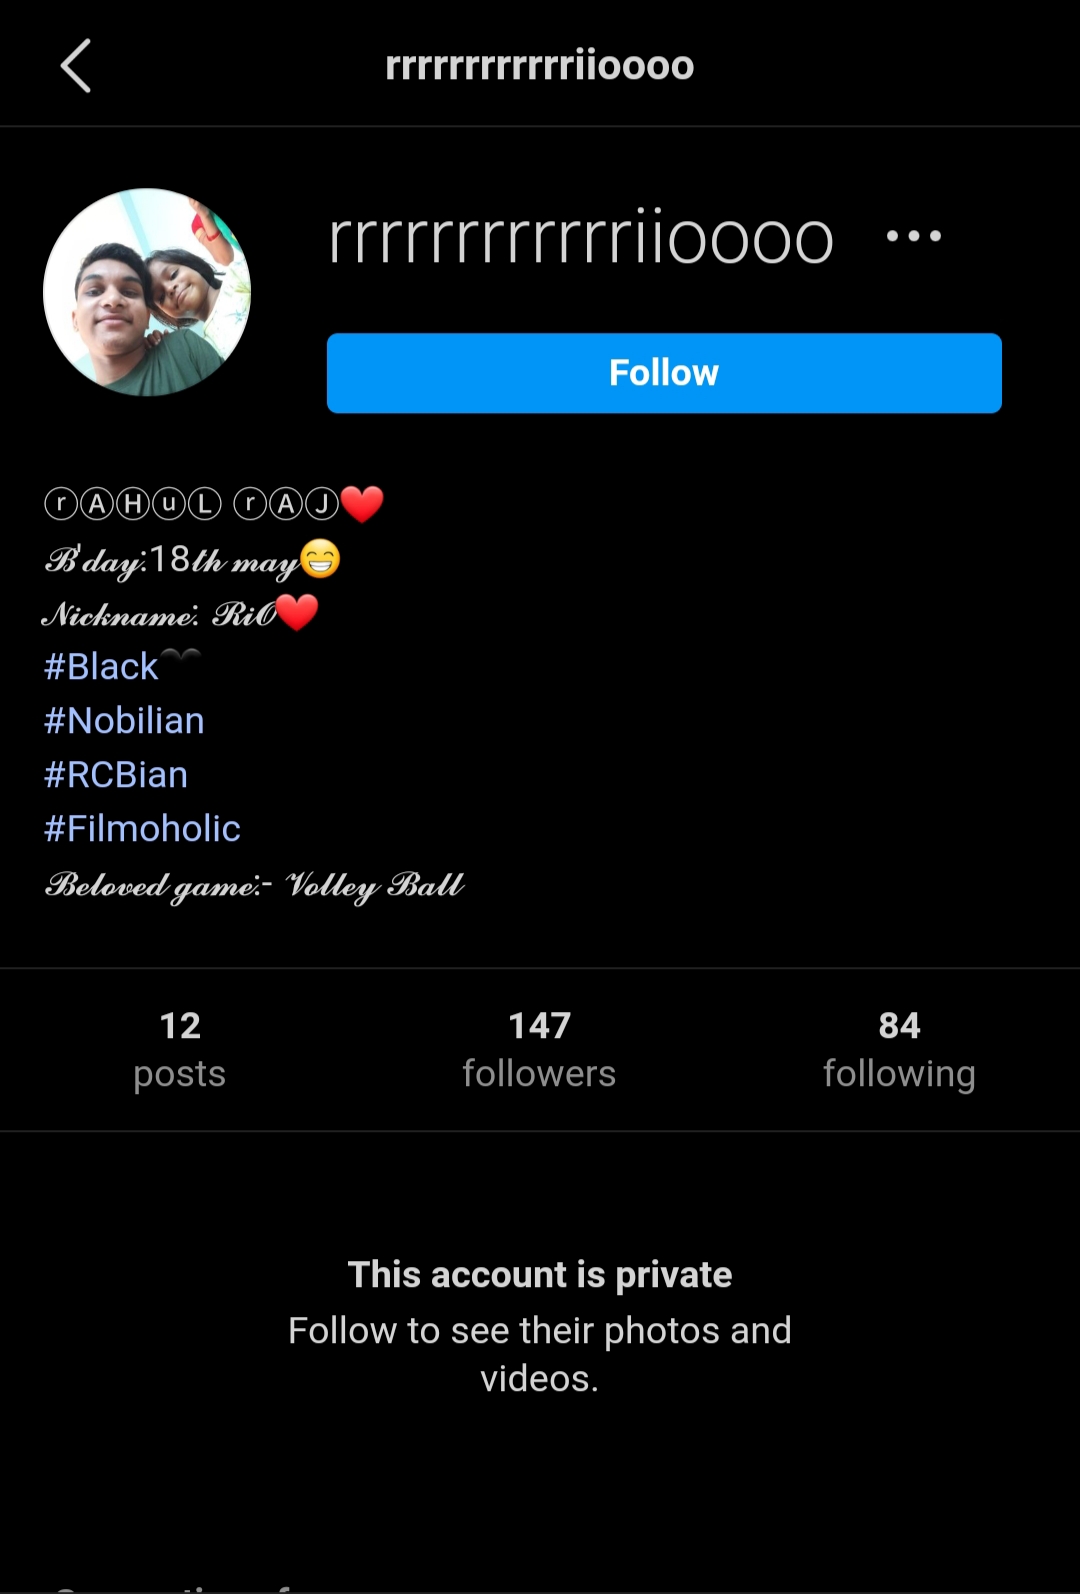 rrrrrrrrrrrriioooo
rrrrrrrrrrrriioooo
Follow
ⓡⒶⒽⓤⓁ ⓡⒶⒿ❤️
𝓑'𝓭𝓪𝔂:18𝓽𝓱 𝓶𝓪𝔂😁
𝓝𝓲𝓬𝓴𝓷𝓪𝓶𝓮: 𝓡𝓲𝓞❤️
#Black🖤
#Nobilian
#RCBian
#Filmoholic
𝓑𝓮𝓵𝓸𝓿𝓮𝓭 𝓰𝓪𝓶𝓮:- 𝓥𝓸𝓵𝓵𝓮𝔂 𝓑𝓪𝓵𝓵
12 147 84
posts followers following
This account is private
Follow to see their photos and
videos.